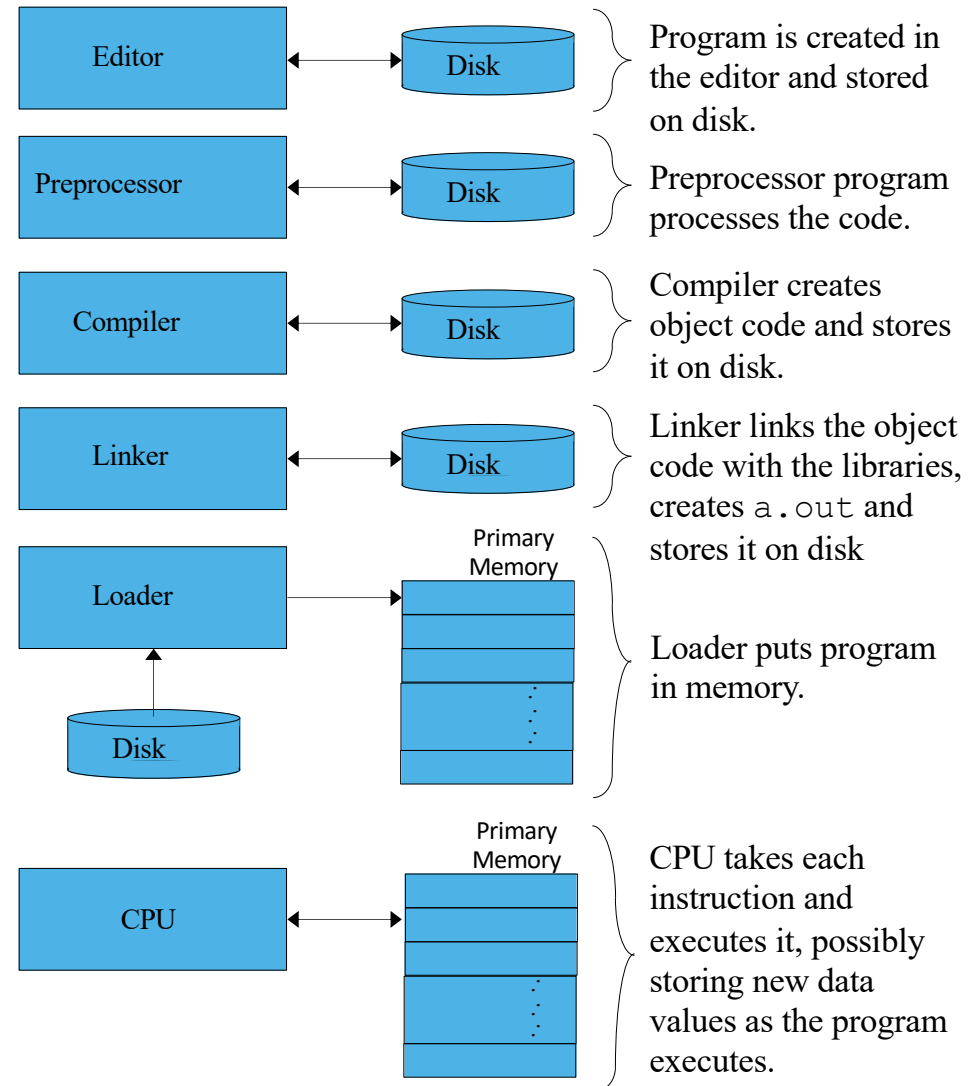 Editor
Disk
Program is created in
the editor and stored
on disk.
Preprocessor
Disk
Preprocessor program
processes the code.
Compiler
Disk
Compiler creates
object code and stores
it on disk.
Linker
Disk
Linker links the object
code with the libraries,
creates a.out and
stores it on disk
Loader
Disk
Primary
Memory
Loader puts program
in memory.
CPU
Primary
Memory
CPU takes each
instruction and
executes it, possibly
storing new data
values as the program
executes.